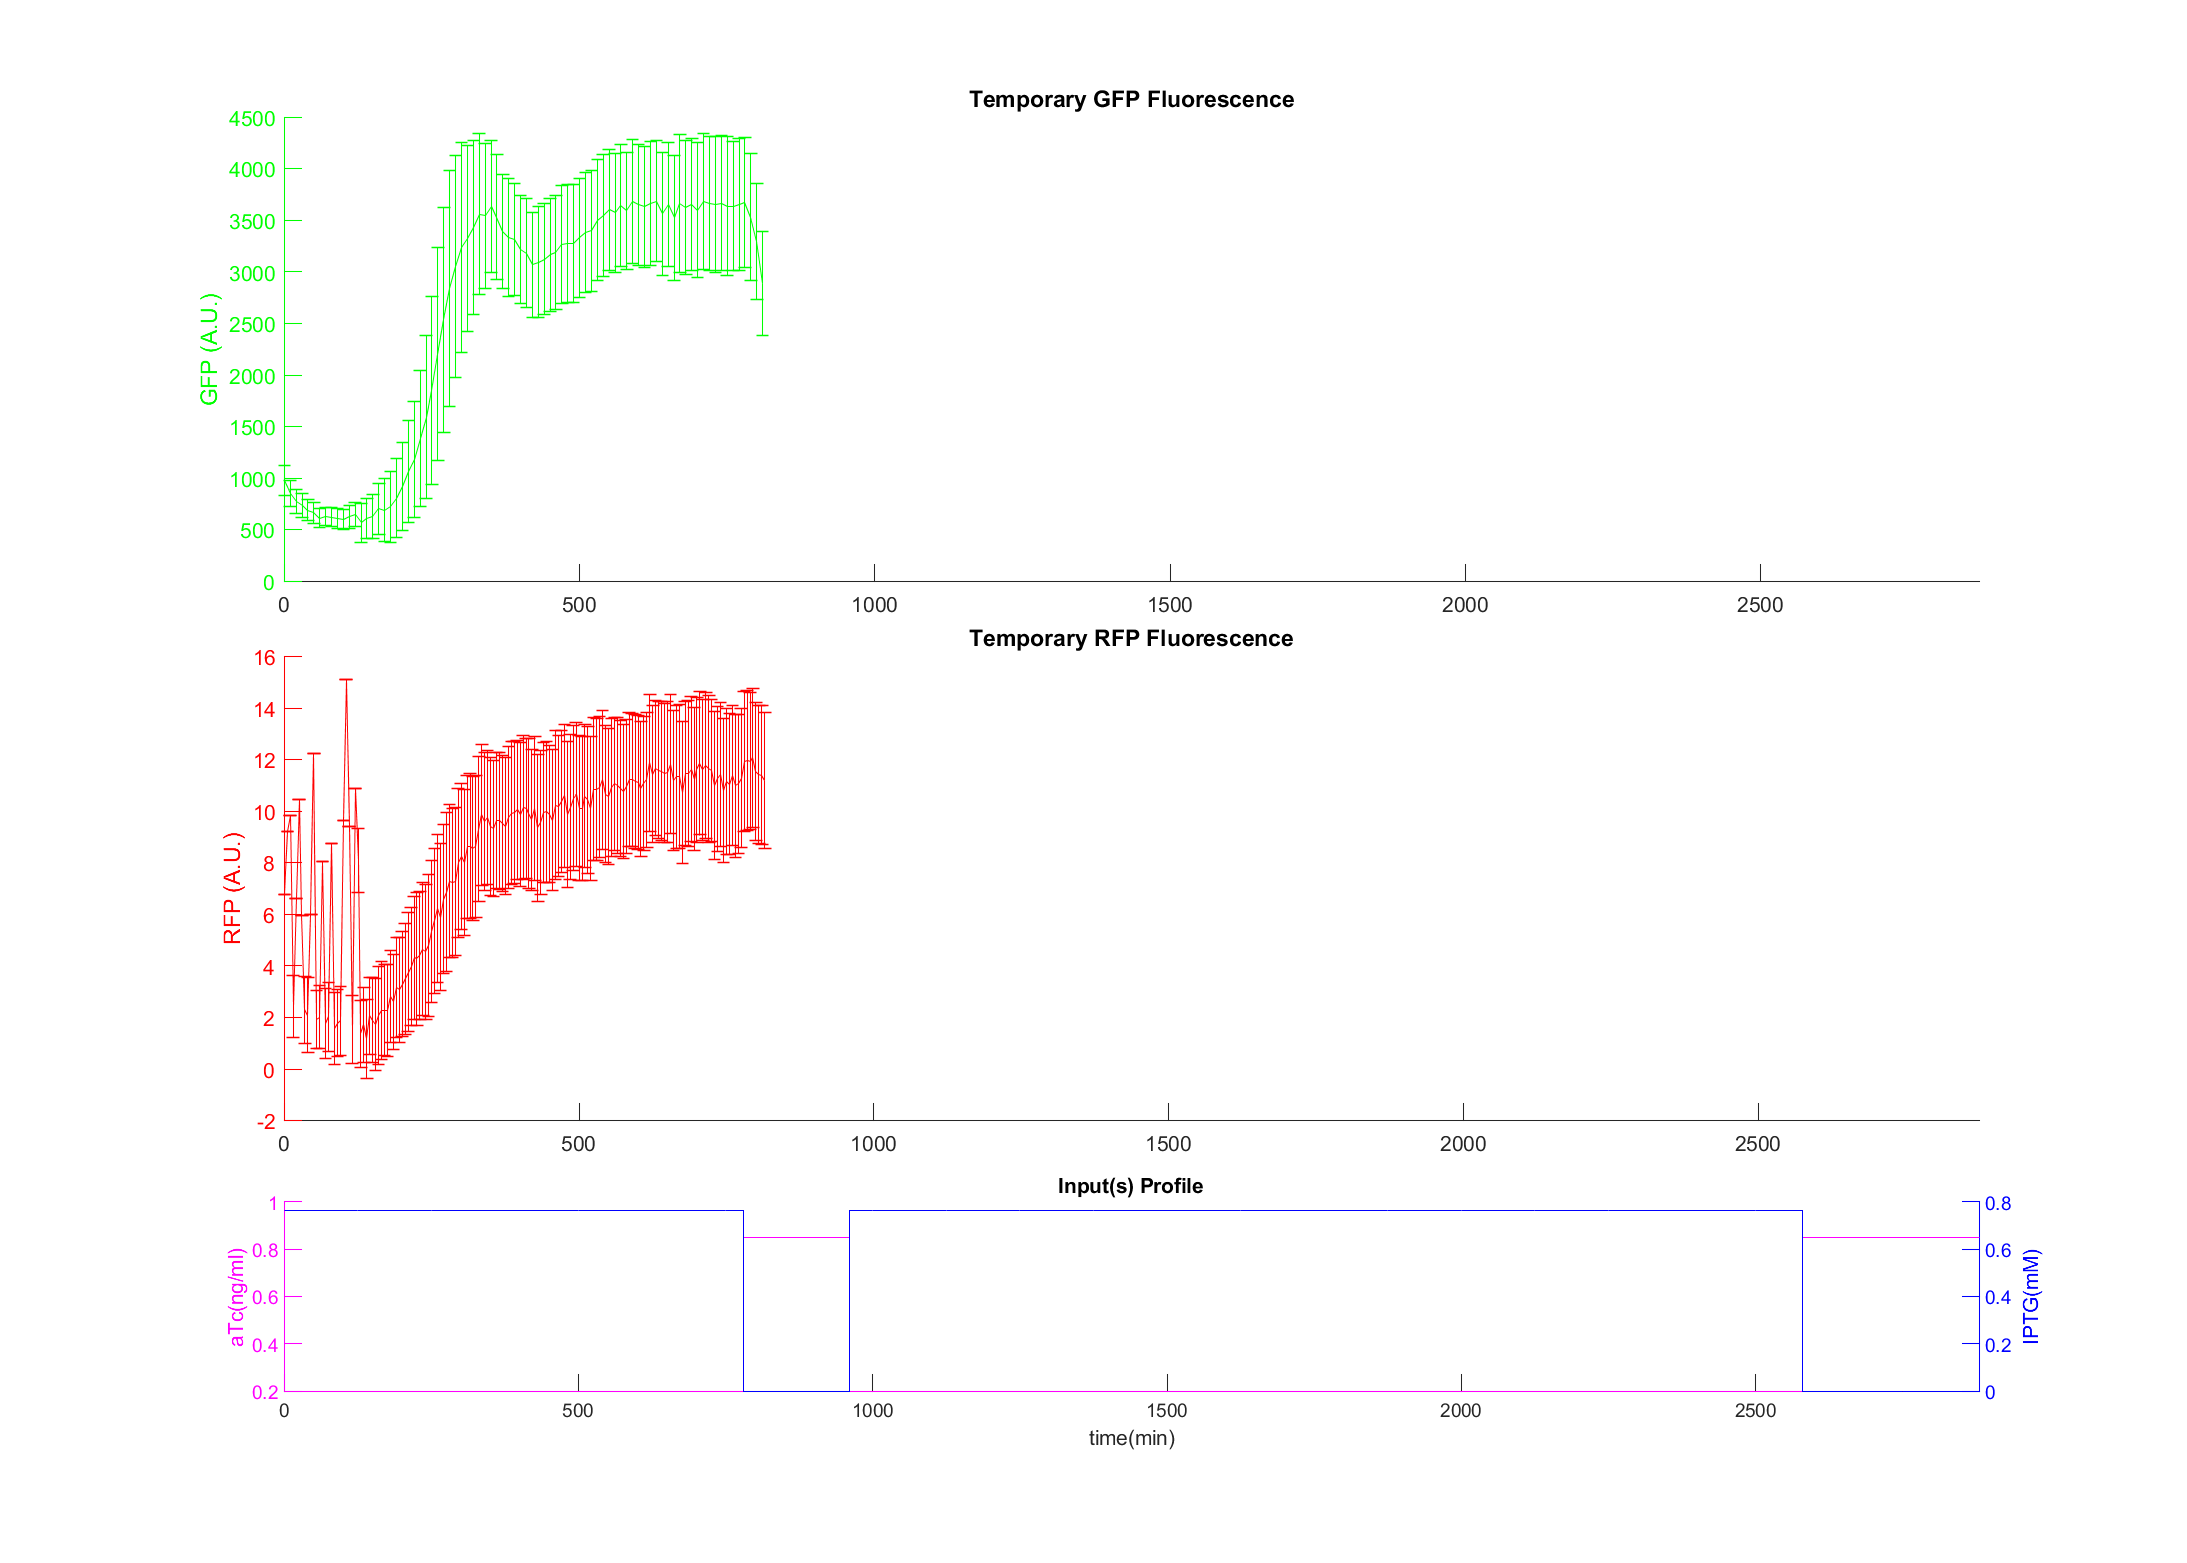 Temporary GFP Fluorescence
4500
4000
3500
3000
2500
2000
1500
1000
500
0
GFP (A.U.)
0 500 1000 1500 2000 2500
Temporary RFP Fluorescence
16
14
12
10
8
6
4
2
0
-2
RFP (A.U.)
0 500 1000 1500 2000 2500
Input(s) Profile
1
0.8
0.6
0.4
0.2
aTc(ng/ml)
0.8
0.6
0.4
0.2
0
IPTG(mM)
0 500 1000 1500 2000 2500
time(min)